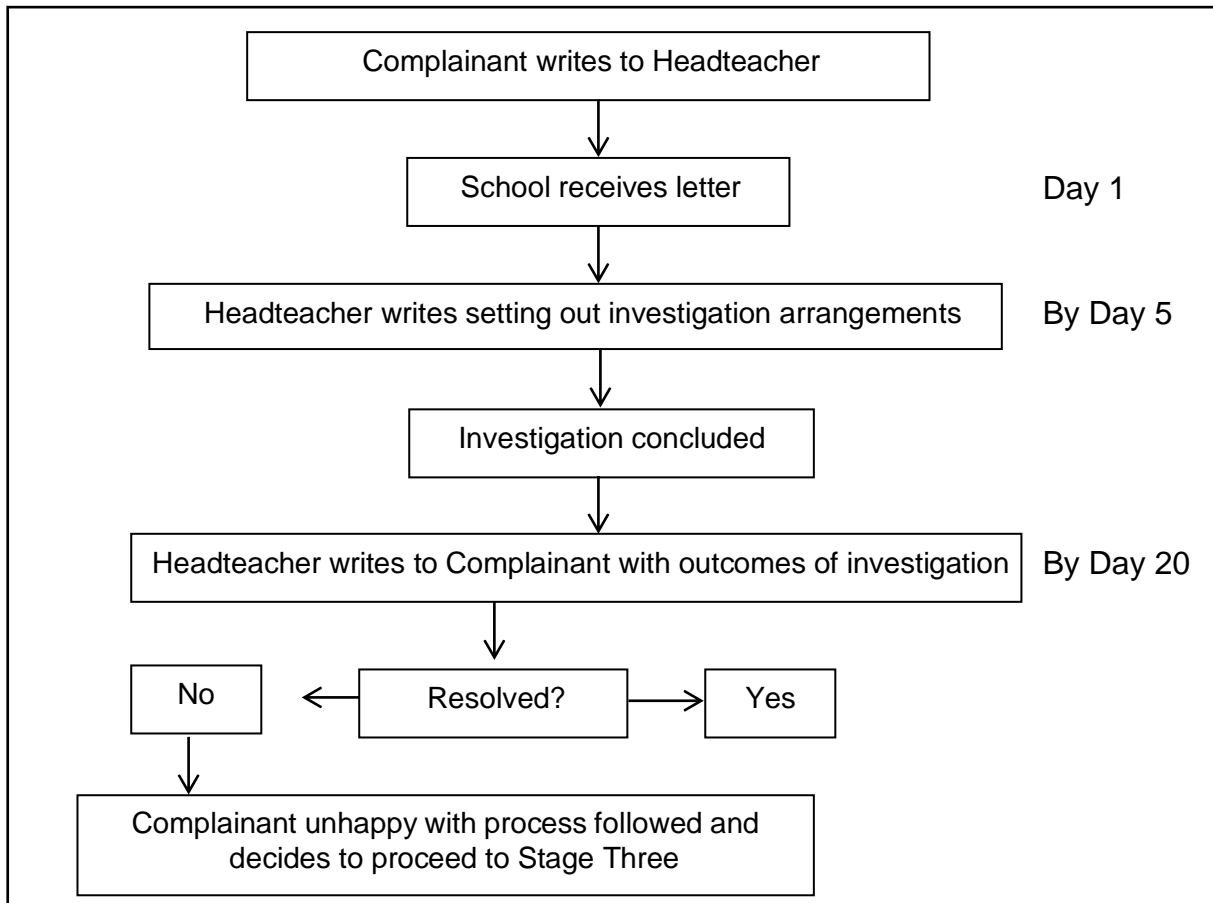 Complainant writes to Headteacher
School receives letter
Day 1
Headteacher writes setting out investigation arrangements
By Day 5
Investigation concluded
Headteacher writes to Complainant with outcomes of investigation
By Day 20
No
Resolved?
Yes
Complainant unhappy with process followed and
decides to proceed to Stage Three